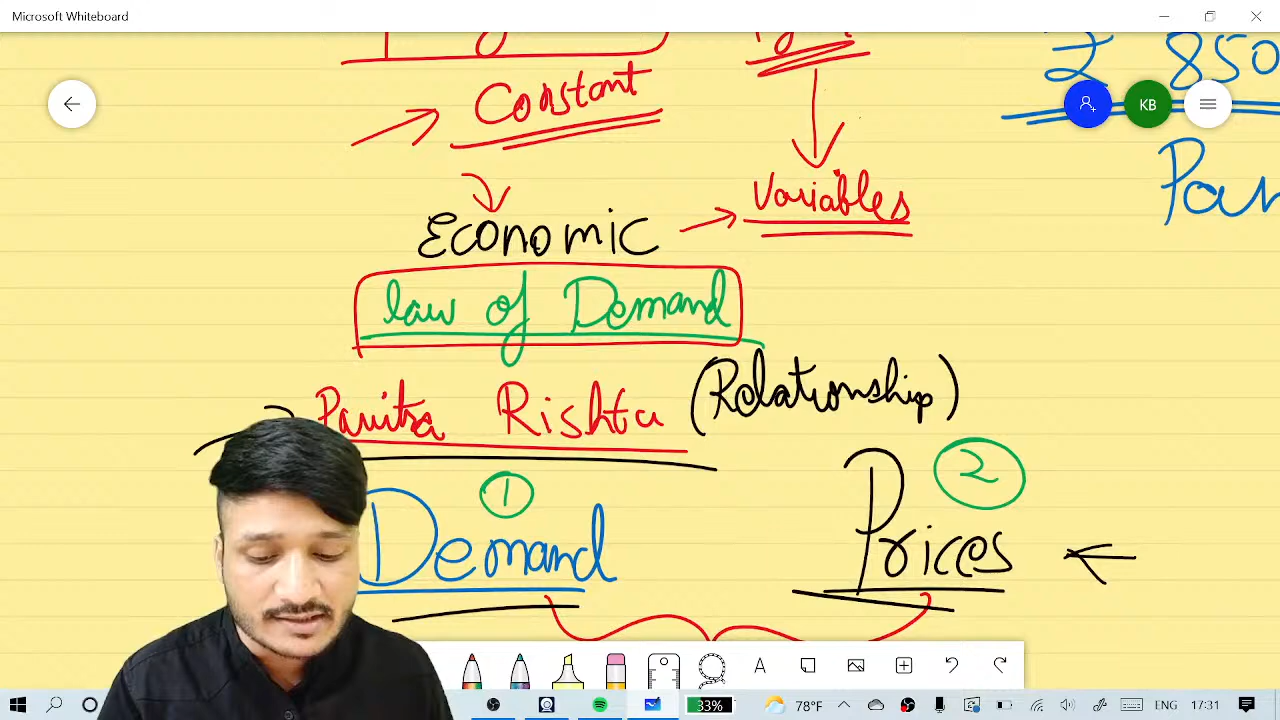 Microsoft Whiteboard
£ 850
Constant
KB
Variables
Economic
law of Demand
Pavitra Rishta (Relationship)
1
2
Demand
Prices
A
33%
78°F
ENG
17:31